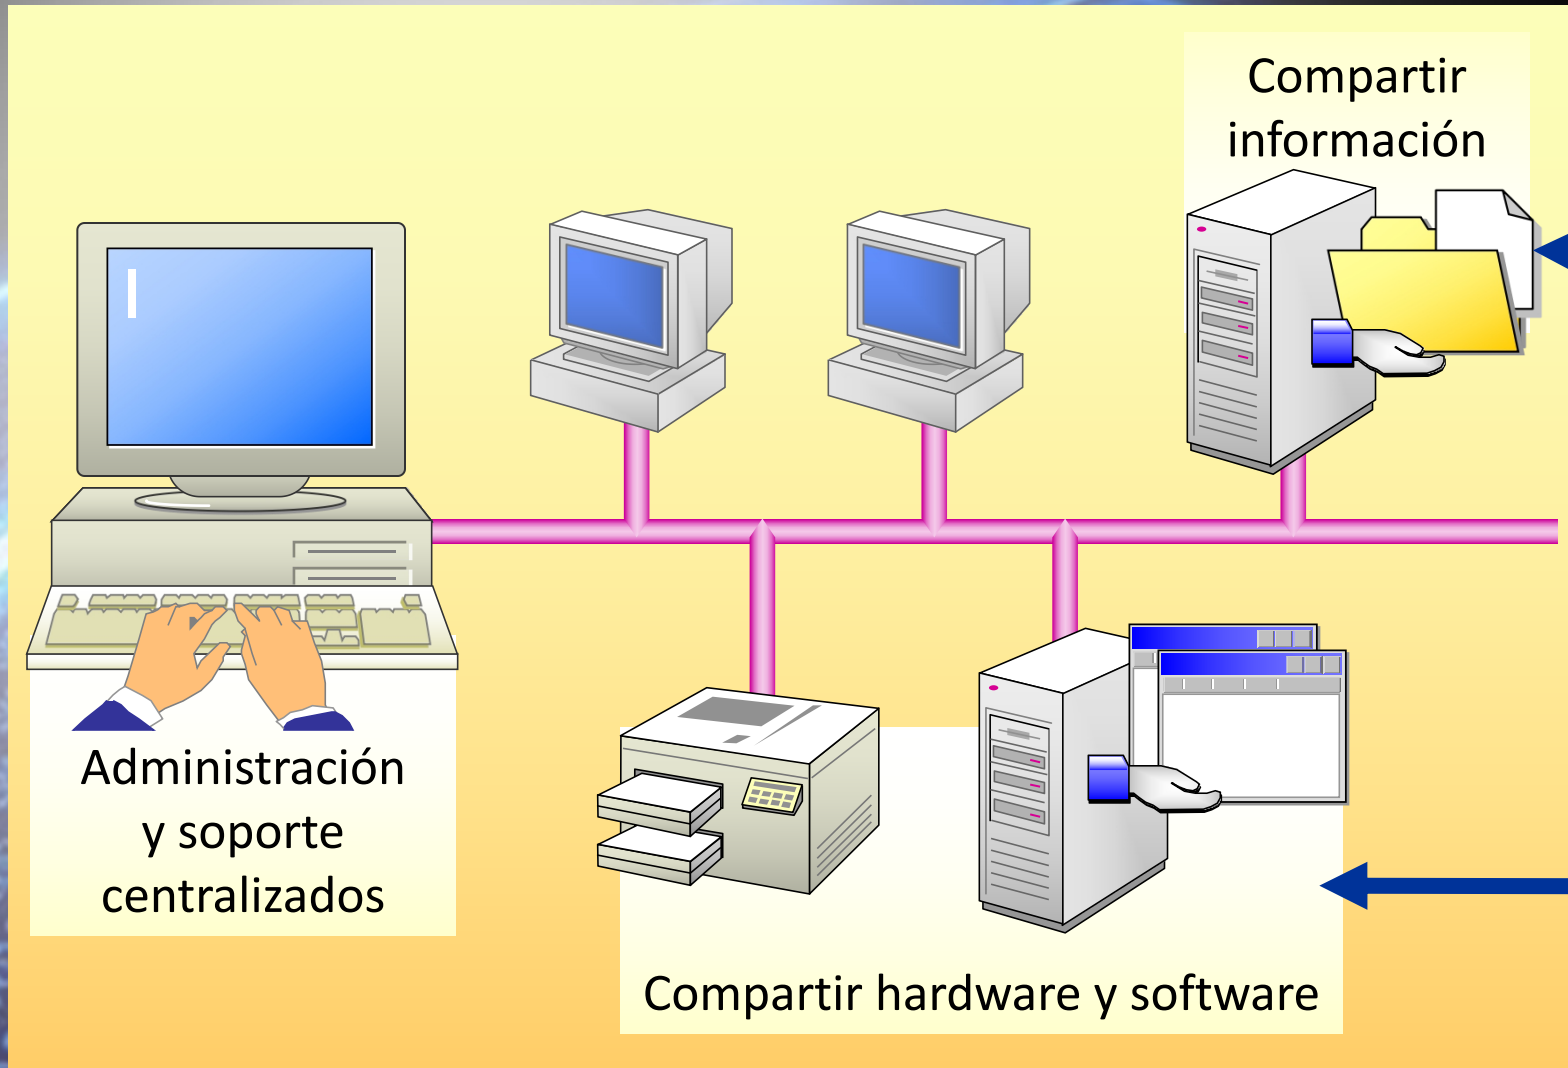 Compartir
información
Administración
y soporte
centralizados
Compartir hardware y software